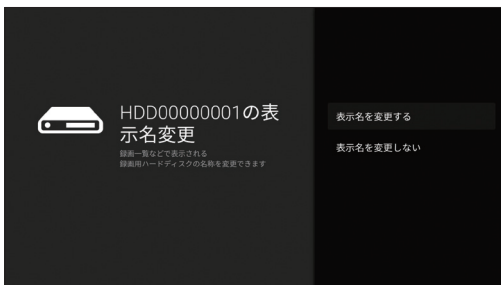 HDD00000001の表
示名変更
録画一覧などで表示される
録画用ハードディスクの名称を変更できます
表示名を変更する
表示名を変更しない